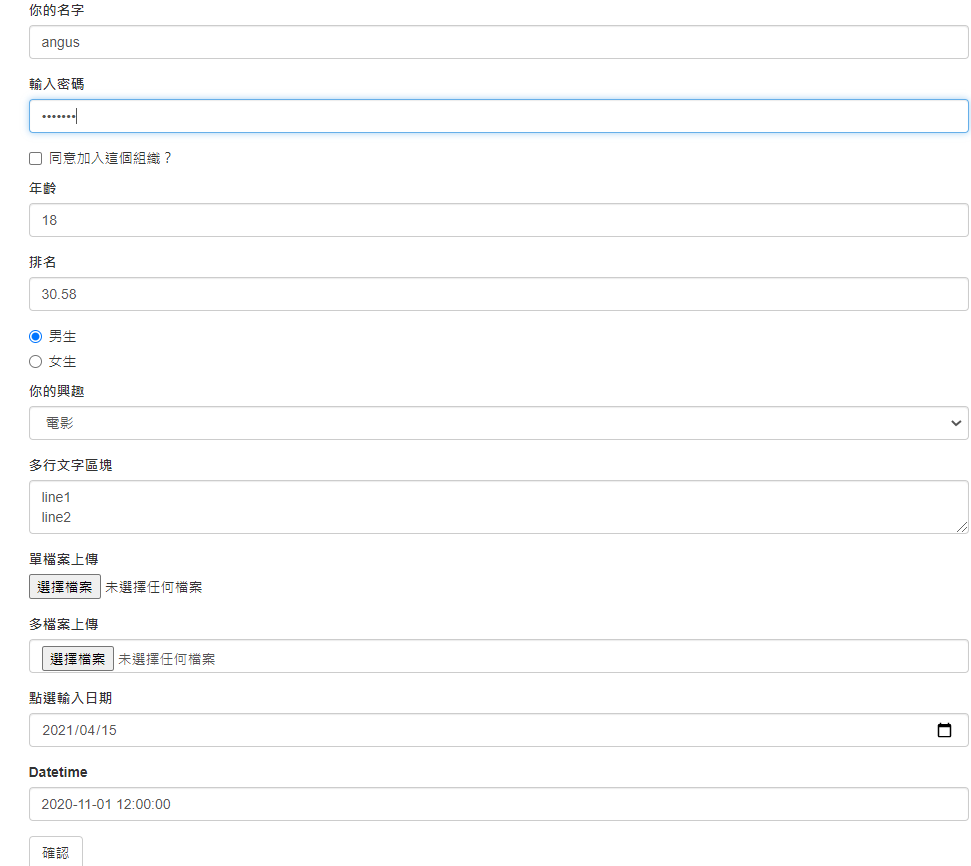 你的名字
angus
輸入密碼
•••••••
同意加入這個組織？
年齡
18
排名
30.58
男生
女生
你的興趣
電影
多行文字區塊
line1
line2
單檔案上傳
選擇檔案 未選擇任何檔案
多檔案上傳
選擇檔案 未選擇任何檔案
點選輸入日期
2021/04/15
Datetime
2020-11-01 12:00:00
確認